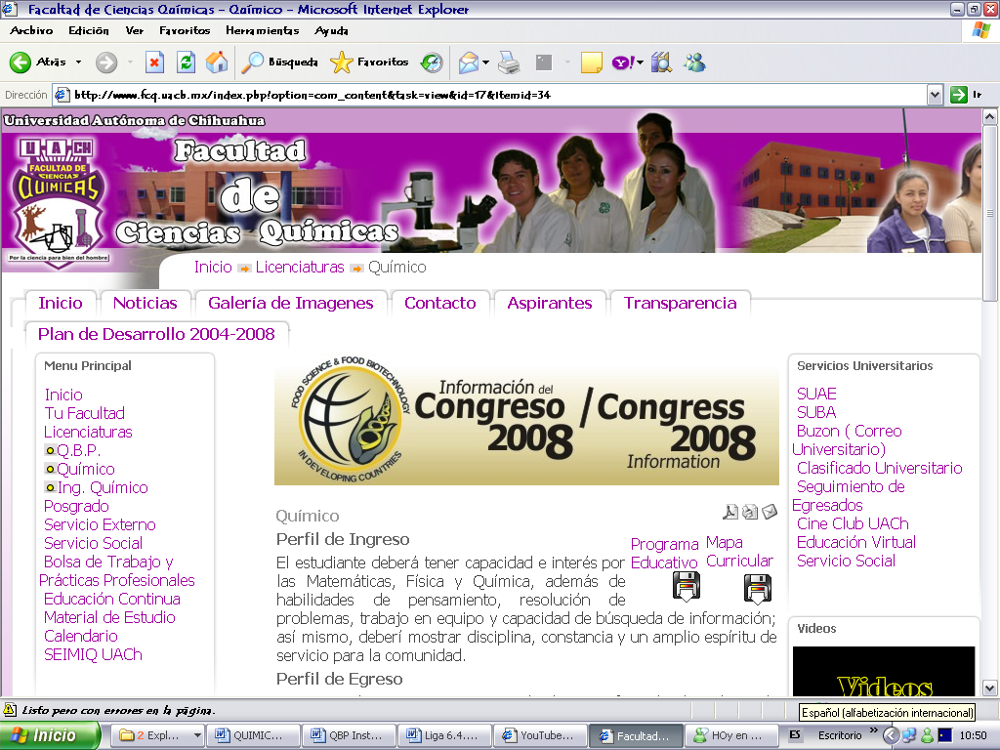 Facultad de Ciencias Químicas - Químico - Microsoft Internet Explorer
Archivo Edición Ver Favoritos Herramientas Ayuda
Atrás Búsqueda Favoritos
Dirección http://www.fcq.uach.mx/index.php?option=com_content&task=view&id=17&Itemid=34 Ir
Universidad Autónoma de Chihuahua
UACH
FACULTAD DE CIENCIAS
QUIMICAS
Por la ciencia para bien del hombre
Facultad
de
Ciencias Químicas
Inicio Licenciaturas Químico
Inicio Noticias Galería de Imagenes Contacto Aspirantes Transparencia
Plan de Desarrollo 2004-2008
Menu Principal
Inicio
Tu Facultad
Licenciaturas
Q.B.P.
Químico
Ing. Químico
Posgrado
Servicio Externo
Servicio Social
Bolsa de Trabajo y
Prácticas Profesionales
Educación Continua
Material de Estudio
Calendario
SEIMIQ UACh
FOOD SCIENCE & FOOD BIOTECHNOLOGY
IN DEVELOPING COUNTRIES
Información del
Congreso / Congress
2008 2008
Information
Químico
Perfil de Ingreso
Programa Educativo
Mapa Curricular
El estudiante deberá tener capacidad e interés por
las Matemáticas, Física y Química, además de
habilidades de pensamiento, resolución de
problemas, trabajo en equipo y capacidad de búsqueda de información;
así mismo, deberí mostrar disciplina, constancia y un amplio espíritu de
servicio para la comunidad.
Perfil de Egreso
Servicios Universitarios
SUAE
SUBA
Buzon ( Correo
Universitario)
Clasificado Universitario
Seguimiento de
Egresados
Cine Club UACh
Educación Virtual
Servicio Social
Videos
Videos
Listo pero con errores en la página.
Español (alfabetización internacional)
Inicio 2 Expl... QUIMIC... QBP Inst... Liga 6.4.... YouTube... Facultad... HOy en ... ES Escritorio » 10:50